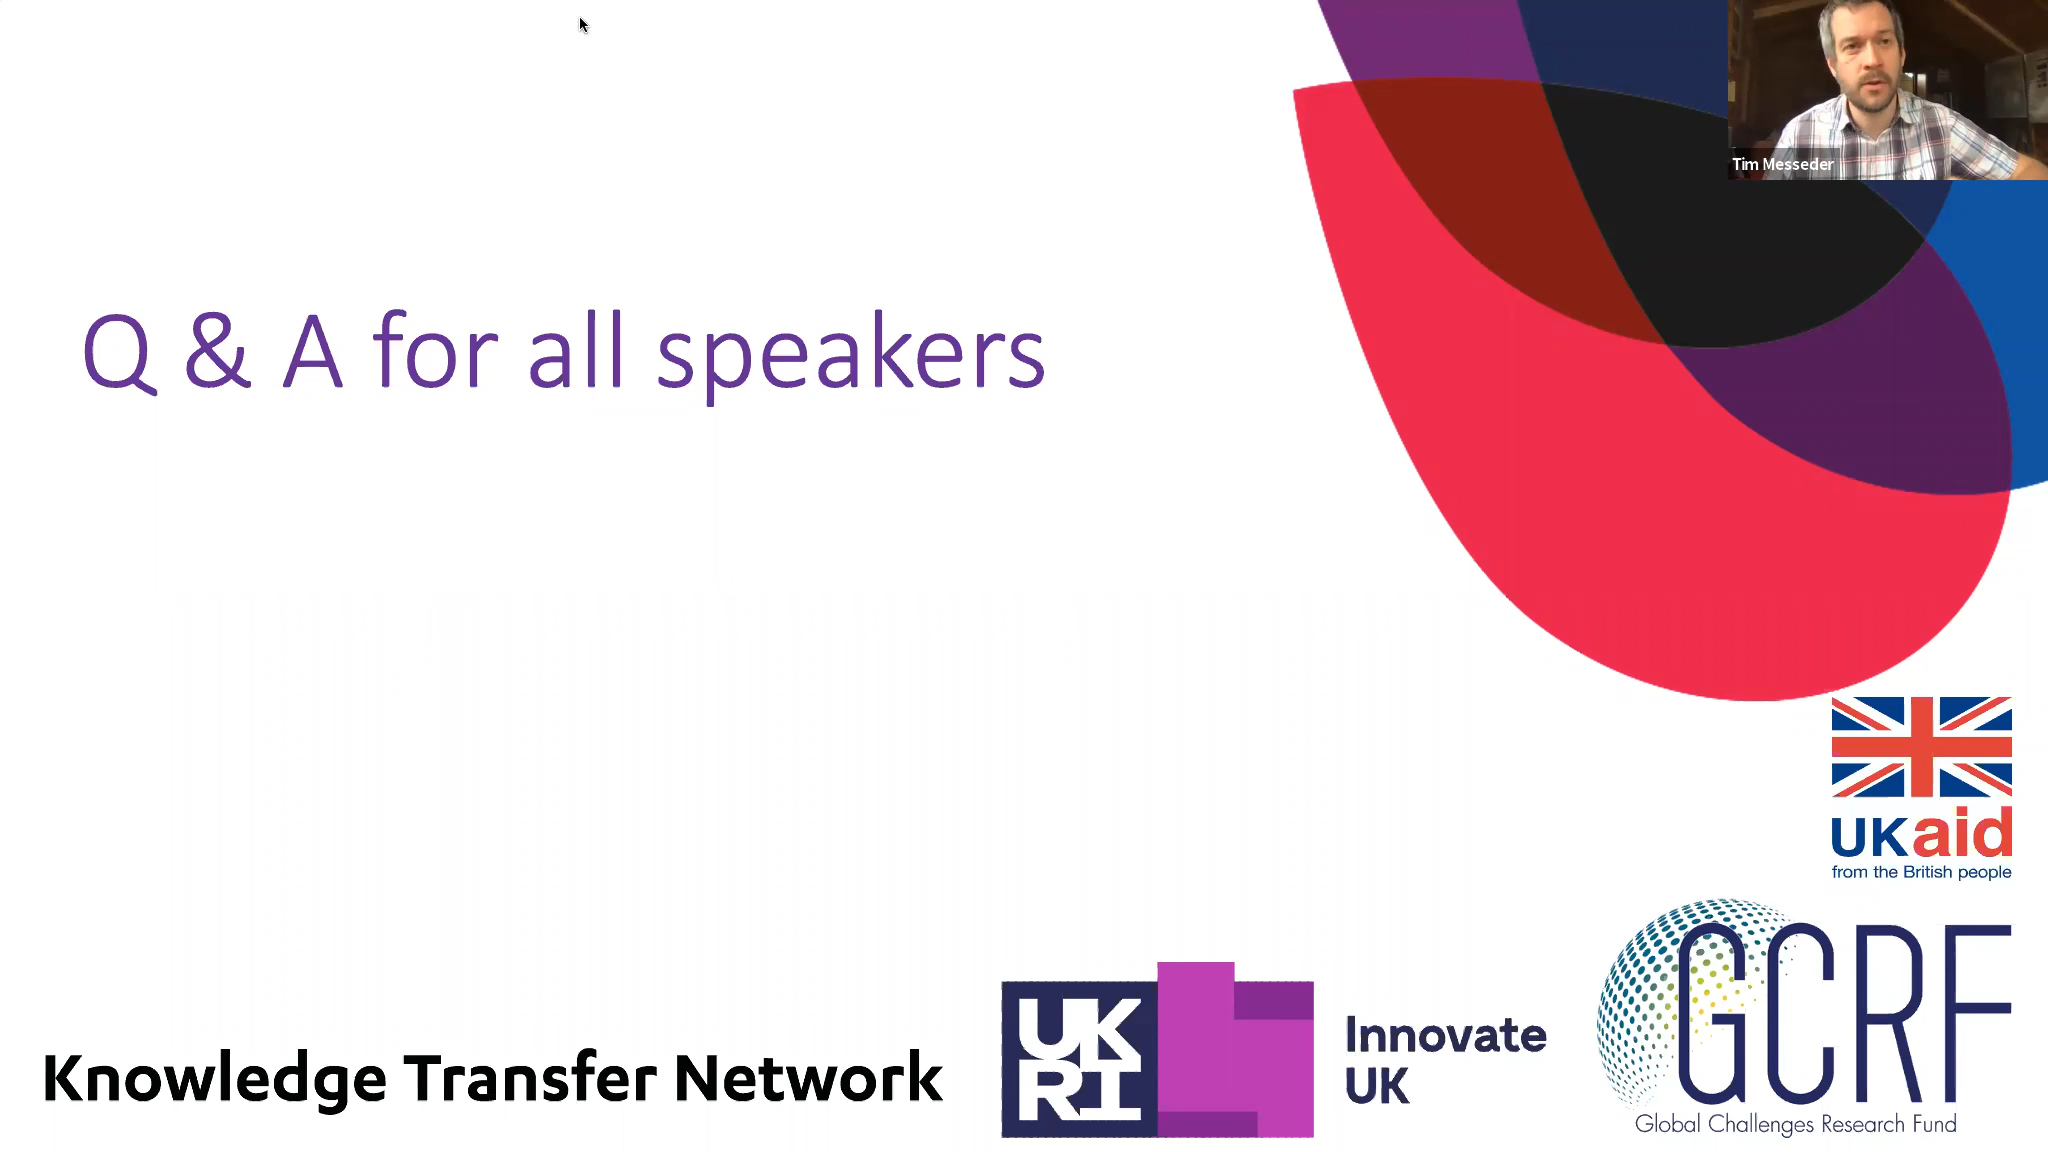 Tim Messeder
Q & A for all speakers
UKaid
from the British people
Knowledge Transfer Network
UK
RI
Innovate
UK
GCRF
Global Challenges Research Fund